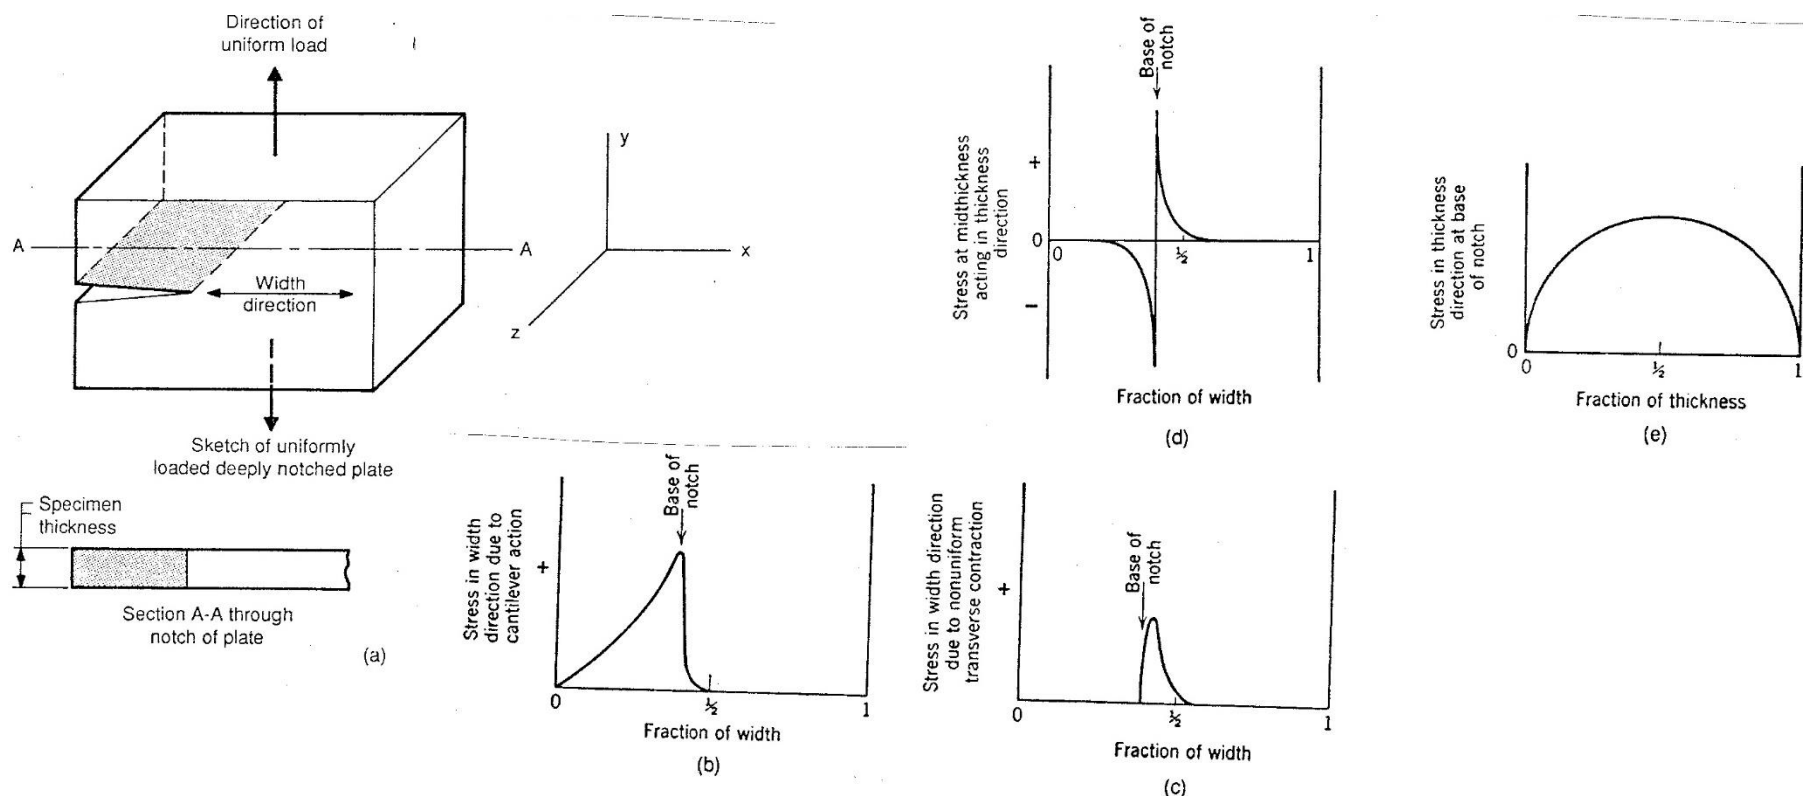 Direction of
uniform load
y
x
z
A
A
Width
direction
Sketch of uniformly
loaded deeply notched plate
Specimen
thickness
Section A-A through
notch of plate
(a)
Stress in width
direction due to
cantilever action
+
Base of
notch
0
½
1
Fraction of width
(b)
Stress in width direction
due to nonuniform
transverse contraction
+
Base of
notch
0
½
1
Fraction of width
(c)
Stress at midthickness
acting in thickness
direction
+
0
−
Base of
notch
0
½
1
Fraction of width
(d)
Stress in thickness
direction at base
of notch
0
0
½
1
Fraction of thickness
(e)